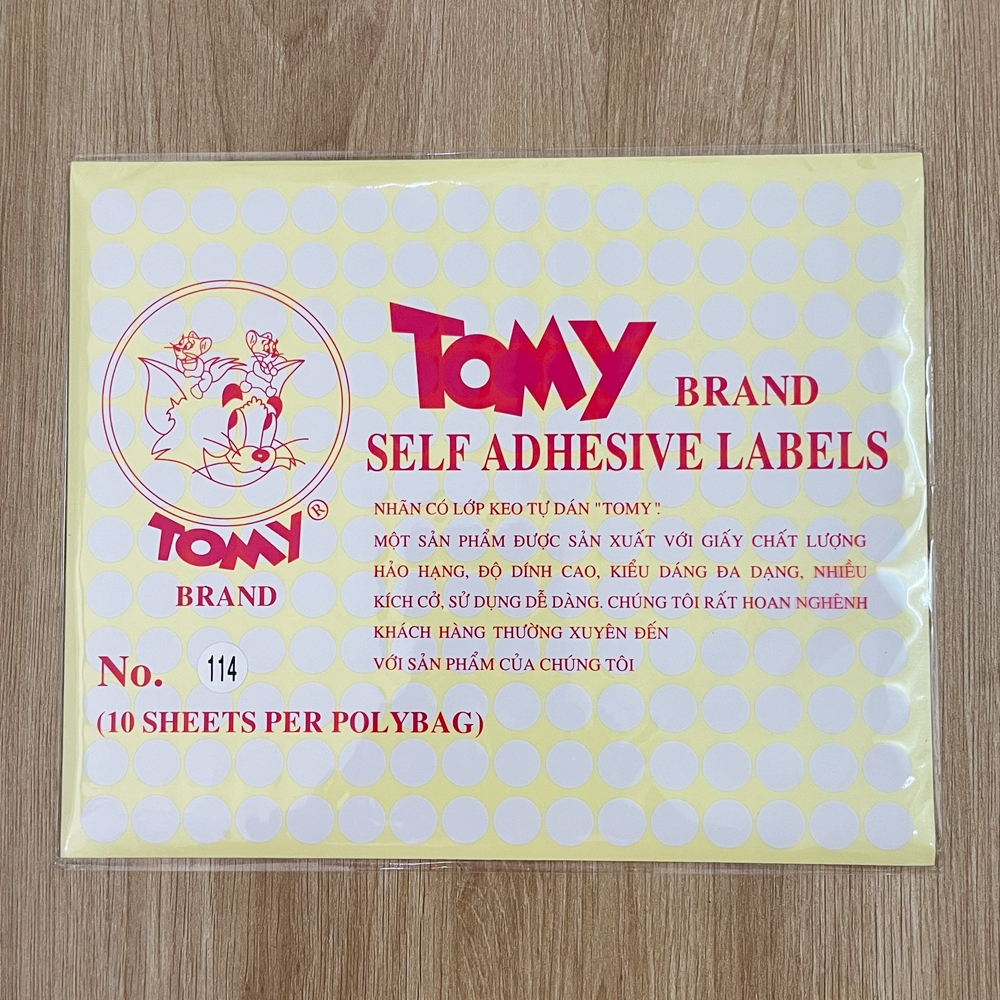 TOMY BRAND
SELF ADHESIVE LABELS
NHÃN CÓ LỚP KEO TỰ DÁN "TOMY".
MỘT SẢN PHẨM ĐƯỢC SẢN XUẤT VỚI GIẤY CHẤT LƯỢNG
HẢO HẠNG, ĐỘ DÍNH CAO, KIỂU DÁNG ĐA DẠNG, NHIỀU
KÍCH CỞ, SỬ DỤNG DỄ DÀNG. CHÚNG TÔI RẤT HOAN NGHÊNH
KHÁCH HÀNG THƯỜNG XUYÊN ĐẾN
VỚI SẢN PHẨM CỦA CHÚNG TÔI
TOMY ®
BRAND
No. 114
(10 SHEETS PER POLYBAG)